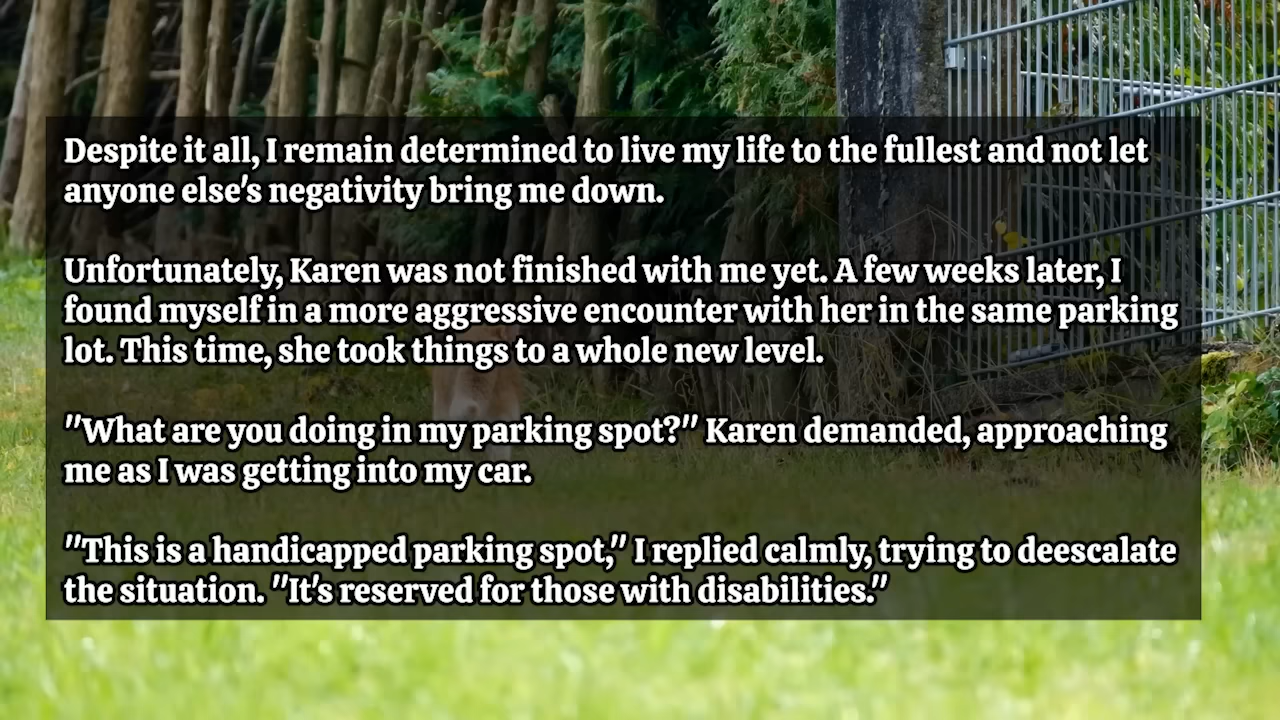 Despite it all, I remain determined to live my life to the fullest and not let
anyone else's negativity bring me down.
Unfortunately, Karen was not finished with me yet. A few weeks later, I
found myself in a more aggressive encounter with her in the same parking
lot. This time, she took things to a whole new level.
"What are you doing in my parking spot?" Karen demanded, approaching
me as I was getting into my car.
"This is a handicapped parking spot," I replied calmly, trying to deescalate
the situation. "It's reserved for those with disabilities."